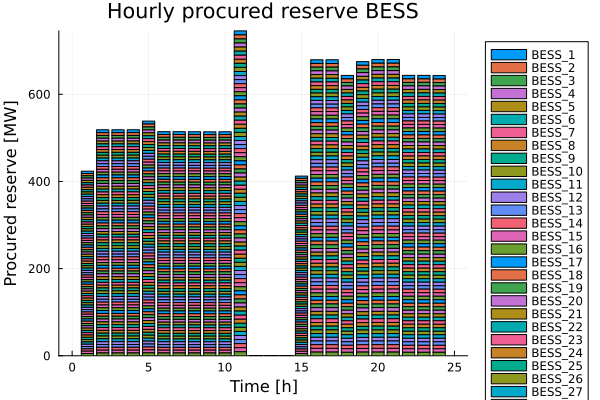 Hourly procured reserve BESS
Procured reserve [MW]
600
400
200
0
0 5 10 15 20 25
Time [h]
BESS_1
BESS_2
BESS_3
BESS_4
BESS_5
BESS_6
BESS_7
BESS_8
BESS_9
BESS_10
BESS_11
BESS_12
BESS_13
BESS_14
BESS_15
BESS_16
BESS_17
BESS_18
BESS_19
BESS_20
BESS_21
BESS_22
BESS_23
BESS_24
BESS_25
BESS_26
BESS_27